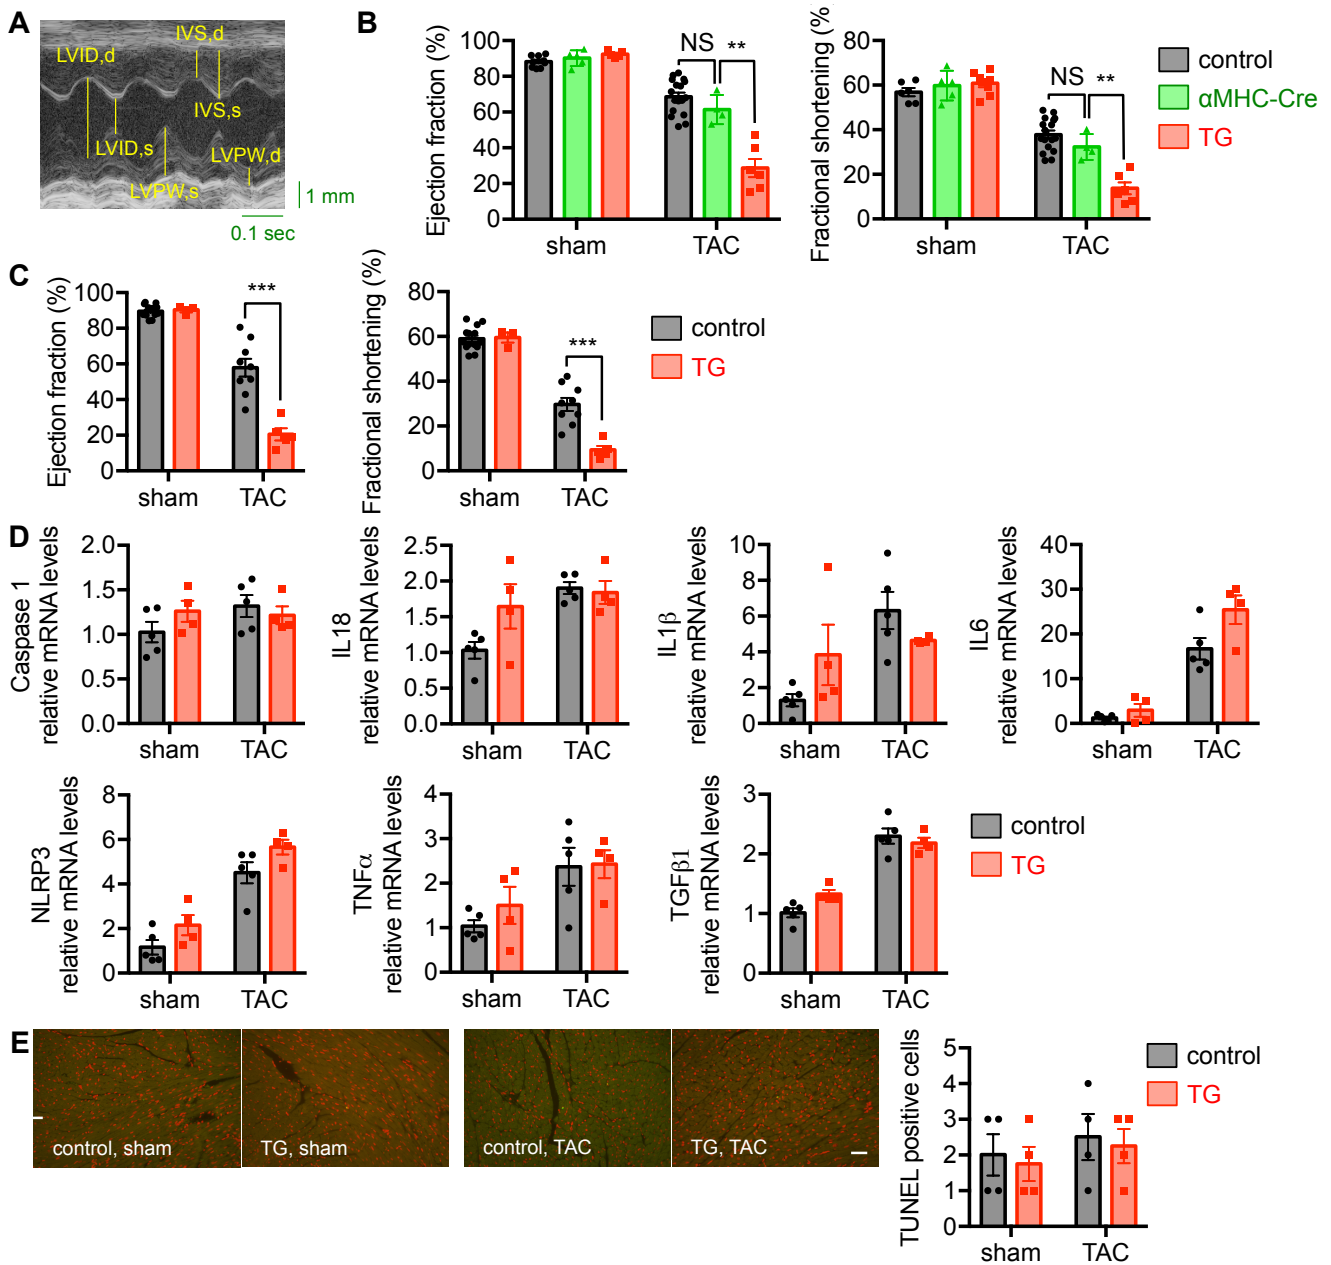 A
IVS,d
LVID,d
IVS,s
LVID,s
LVPW,d
LVPW,s
1 mm
0.1 sec
B
Ejection fraction (%)
100
80
60
40
20
0
NS
**
sham
TAC
Fractional shortening (%
80
60
40
20
0
NS
**
sham
TAC
control
αMHC-Cre
TG
C
Ejection fraction (%)
100
80
60
40
20
0
***
sham
TAC
Fractional shortening (%)
80
60
40
20
0
***
sham
TAC
control
TG
D
Caspase 1
relative mRNA levels
2.0
1.5
1.0
0.5
0.0
sham
TAC
IL18
relative mRNA levels
2.5
2.0
1.5
1.0
0.5
0.0
sham
TAC
IL1β
relative mRNA levels
10
8
6
4
2
0
sham
TAC
IL6
relative mRNA levels
40
30
20
10
0
sham
TAC
NLRP3
relative mRNA levels
8
6
4
2
0
sham
TAC
TNFα
relative mRNA levels
4
3
2
1
0
sham
TAC
TGFβ1
relative mRNA levels
3
2
1
0
sham
TAC
control
TG
E
control, sham
TG, sham
control, TAC
TG, TAC
TUNEL positive cells
5
4
3
2
1
0
sham
TAC
control
TG